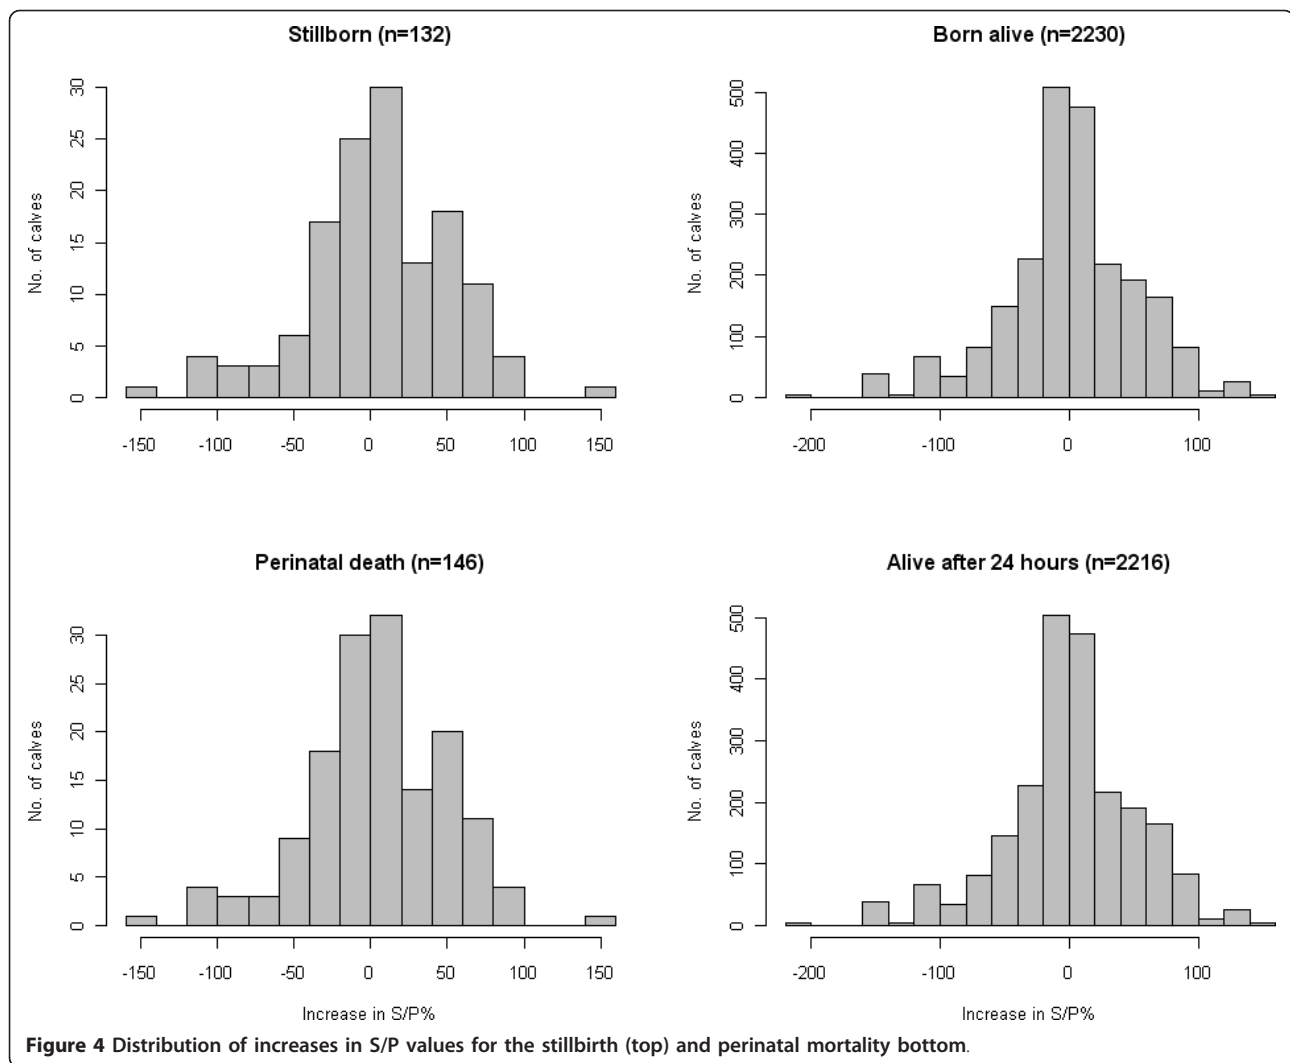 Stillborn (n=132)
No. of calves
0 5 10 15 20 25 30
-150 -100 -50 0 50 100 150
Born alive (n=2230)
No. of calves
0 100 200 300 400 500
-200 -100 0 100
Perinatal death (n=146)
No. of calves
0 5 10 15 20 30
-150 -100 -50 0 50 100 150
Increase in S/P%
Alive after 24 hours (n=2216)
No. of calves
0 100 200 300 400 500
-200 -100 0 100
Increase in S/P%
Figure 4 Distribution of increases in S/P values for the stillbirth (top) and perinatal mortality bottom.